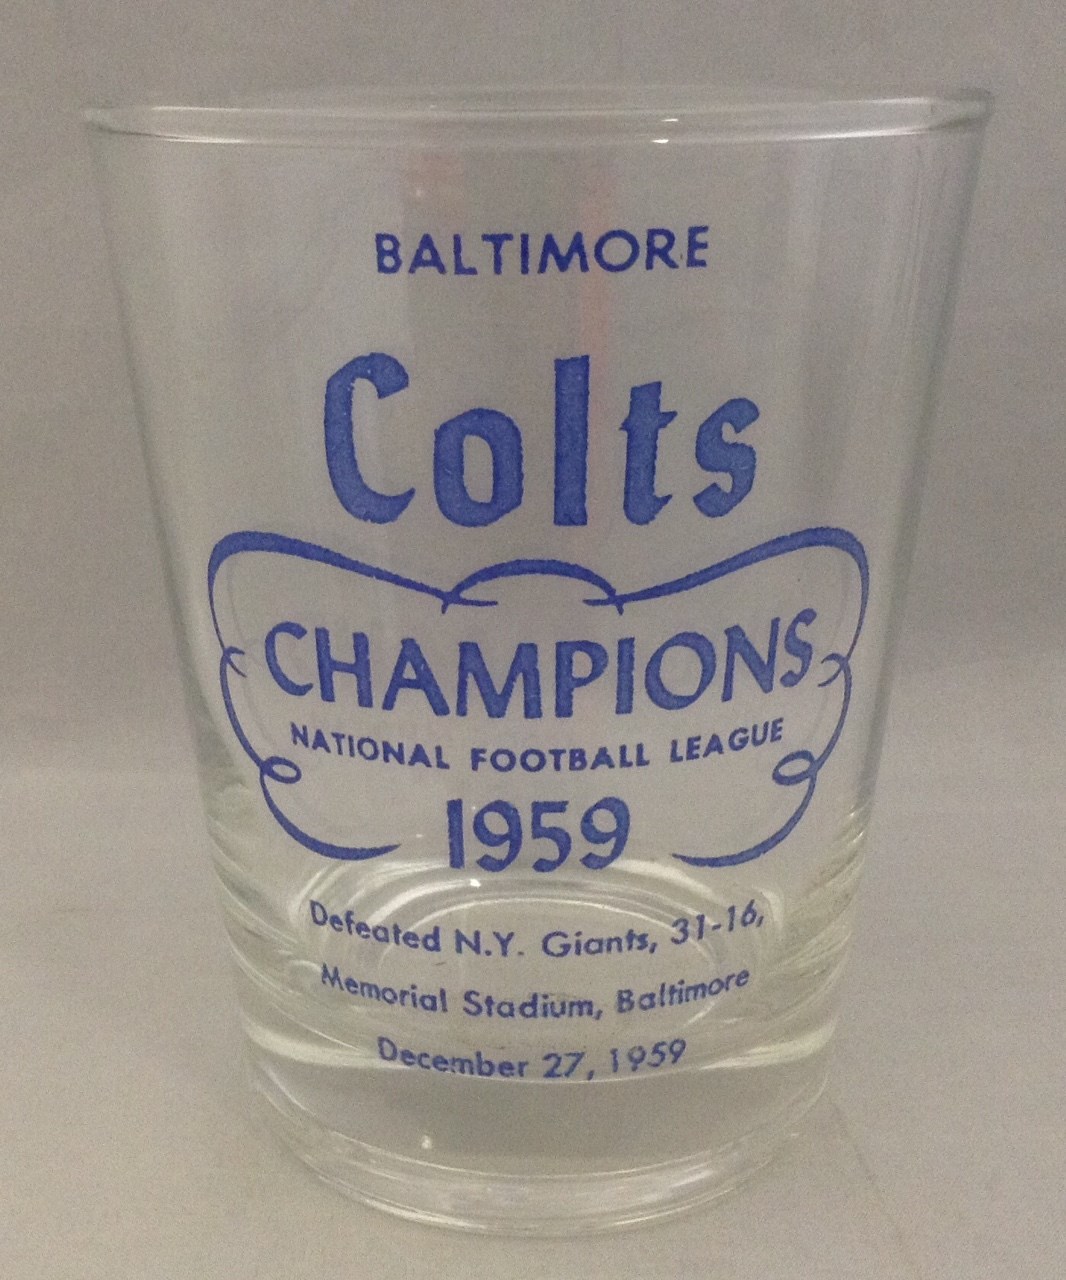 BALTIMORE
Colts
CHAMPIONS
NATIONAL FOOTBALL LEAGUE
1959
Defeated N.Y. Giants, 31-16,
Memorial Stadium, Baltimore
December 27, 1959